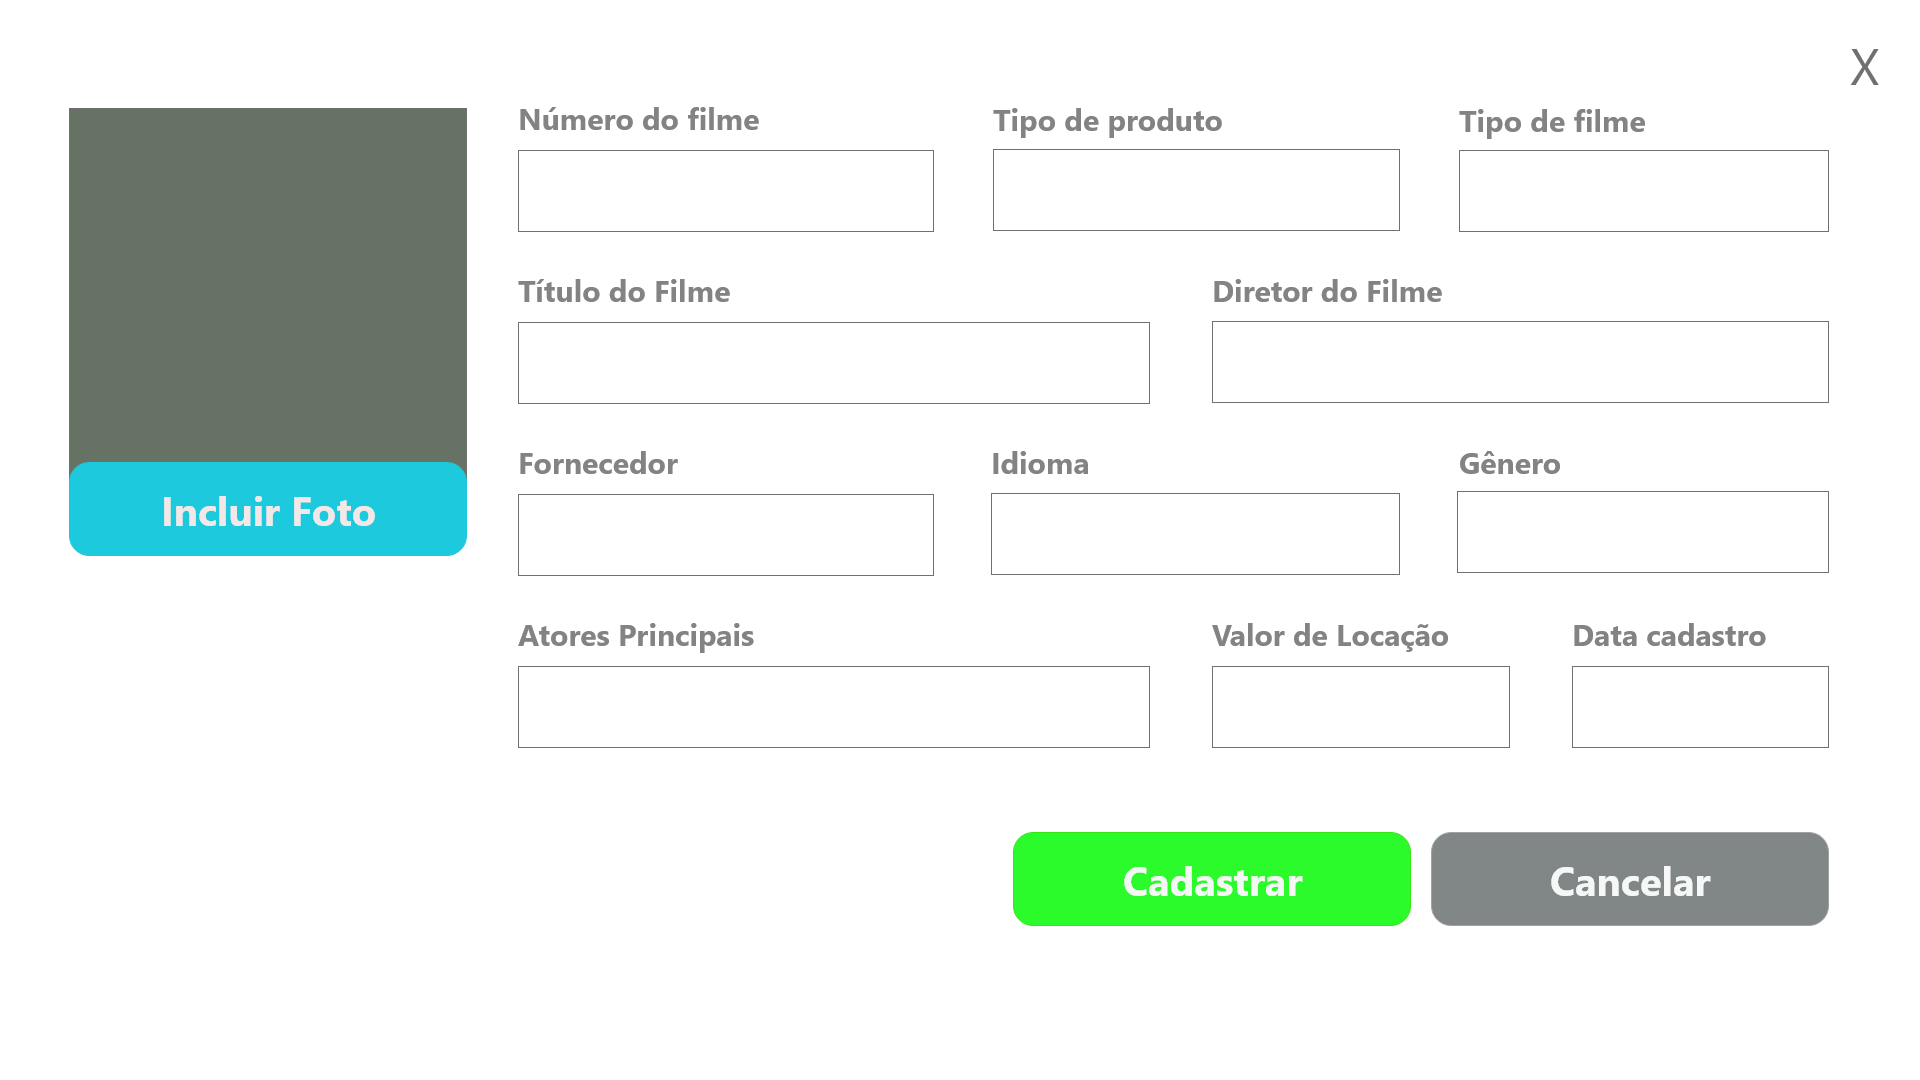 X
Número do filme
Tipo de produto
Tipo de filme
Título do Filme
Diretor do Filme
Fornecedor
Idioma
Gênero
Incluir Foto
Atores Principais
Valor de Locação
Data cadastro
Cadastrar
Cancelar